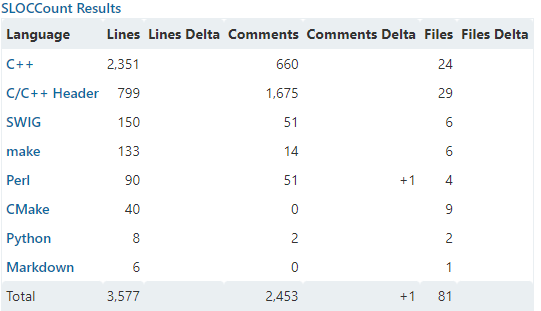 SLOCCount Results
Language Lines Lines Delta Comments Comments Delta Files Files Delta
C++ 2,351 660 24
C/C++ Header 799 1,675 29
SWIG 150 51 6
make 133 14 6
Perl 90 51 +1 4
CMake 40 0 9
Python 8 2 2
Markdown 6 0 1
Total 3,577 2,453 +1 81